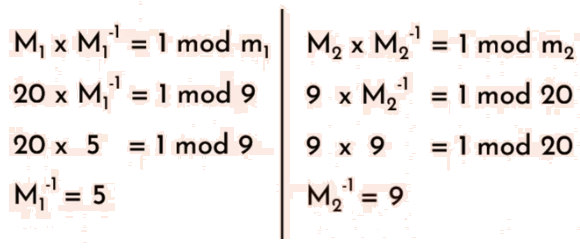 M₁ x M₁⁻¹ = 1 mod m₁
20 x M₁⁻¹ = 1 mod 9
20 x 5 = 1 mod 9
M₁⁻¹ = 5
M₂ x M₂⁻¹ = 1 mod m₂
9 x M₂⁻¹ = 1 mod 20
9 x 9 = 1 mod 20
M₂⁻¹ = 9